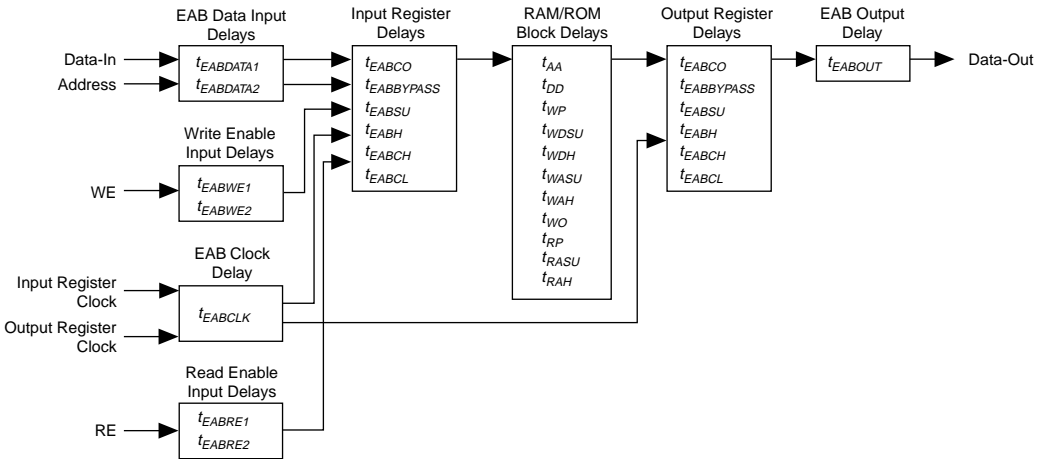 EAB Data Input
Delays
Data-In
Address
tEABDATA1
tEABDATA2
Write Enable
Input Delays
WE
tEABWE1
tEABWE2
EAB Clock
Delay
Input Register
Clock
Output Register
Clock
tEABCLK
Read Enable
Input Delays
RE
tEABRE1
tEABRE2
Input Register
Delays
tEABCO
tEABBYPASS
tEABSU
tEABH
tEABCH
tEABCL
RAM/ROM
Block Delays
tAA
tDD
tWP
tWDSU
tWDH
tWASU
tWAH
tWO
tRP
tRASU
tRAH
Output Register
Delays
tEABCO
tEABBYPASS
tEABSU
tEABH
tEABCH
tEABCL
EAB Output
Delay
tEABOUT
Data-Out